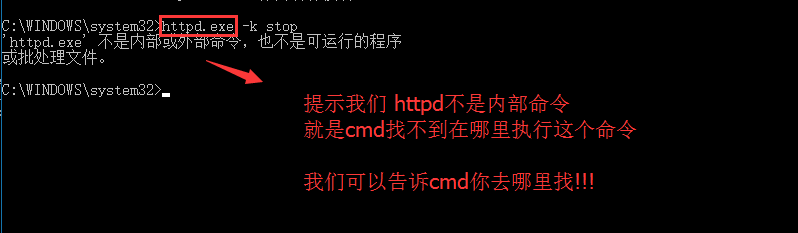 C:\WINDOWS\system32>httpd.exe -k stop
'httpd.exe' 不是内部或外部命令，也不是可运行的程序
或批处理文件。
C:\WINDOWS\system32>
提示我们 httpd不是内部命令
就是cmd找不到在哪里执行这个命令
我们可以告诉cmd你去哪里找!!!